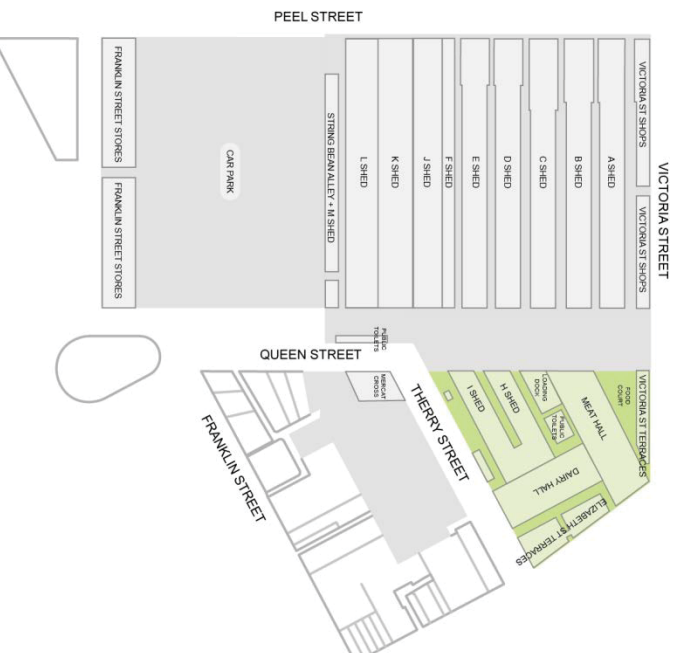 PEEL STREET
FRANKLIN STREET STORES
FRANKLIN STREET STORES
CAR PARK
STRING BEAN ALLEY + M SHED
L SHED
K SHED
J SHED
F SHED
E SHED
D SHED
C SHED
B SHED
A SHED
VICTORIA ST SHOPS
VICTORIA ST SHOPS
VICTORIA STREET
PUBLIC
TOILETS
QUEEN STREET
MERCAT
CROSS
THERRY STREET
FRANKLIN STREET
I SHED
H SHED
LOADING
DOCK
PUBLIC
TOILETS
MEAT HALL
FOOD
COURT
VICTORIA ST TERRACES
DAIRY HALL
ELIZABETH ST TERRACES